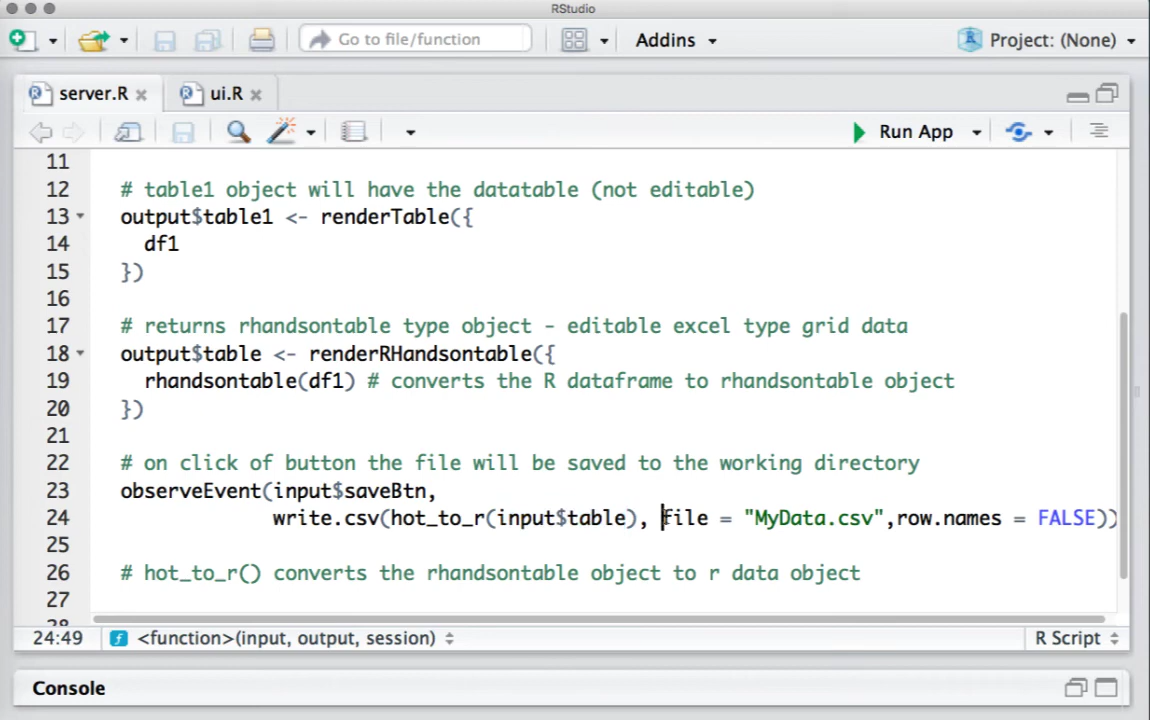 RStudio
Go to file/function
Addins
Project: (None)
server.R
ui.R
Run App
11
12 # table1 object will have the datatable (not editable)
13 output$table1 <- renderTable({
14 df1
15 })
16
17 # returns rhandsontable type object - editable excel type grid data
18 output$table <- renderRHandsontable({
19 rhandsontable(df1) # converts the R dataframe to rhandsontable object
20 })
21
22 # on click of button the file will be saved to the working directory
23 observeEvent(input$saveBtn,
24 write.csv(hot_to_r(input$table), file = "MyData.csv",row.names = FALSE))
25
26 # hot_to_r() converts the rhandsontable object to r data object
27
28
24:49 <function>(input, output, session) R Script
Console